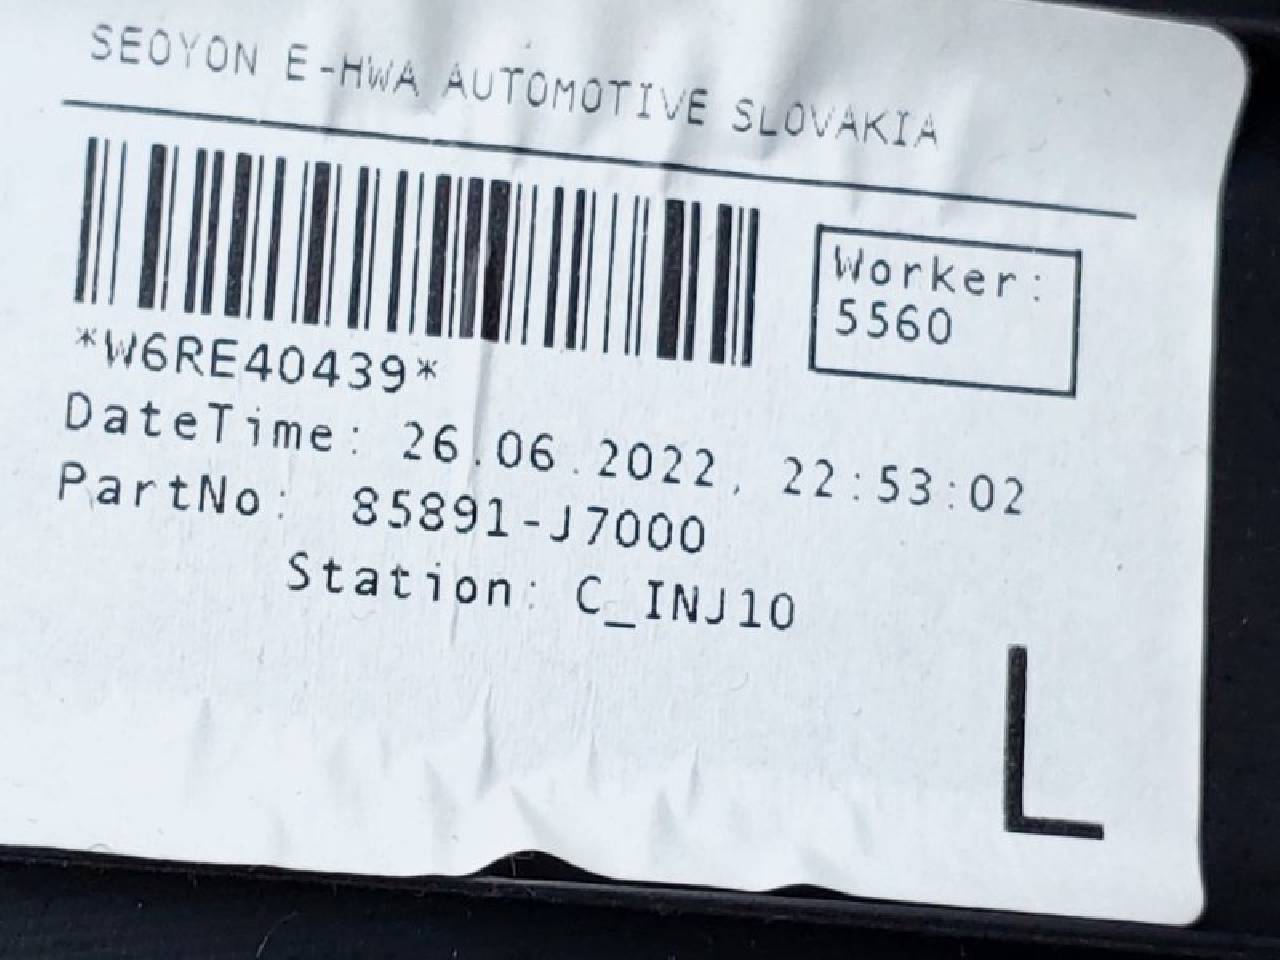 SEOYON E-HWA AUTOMOTIVE SLOVAKIA
Worker:
5560
*W6RE40439*
DateTime: 26.06.2022, 22:53:02
PartNo: 85891-J7000
Station: C_INJ10
L